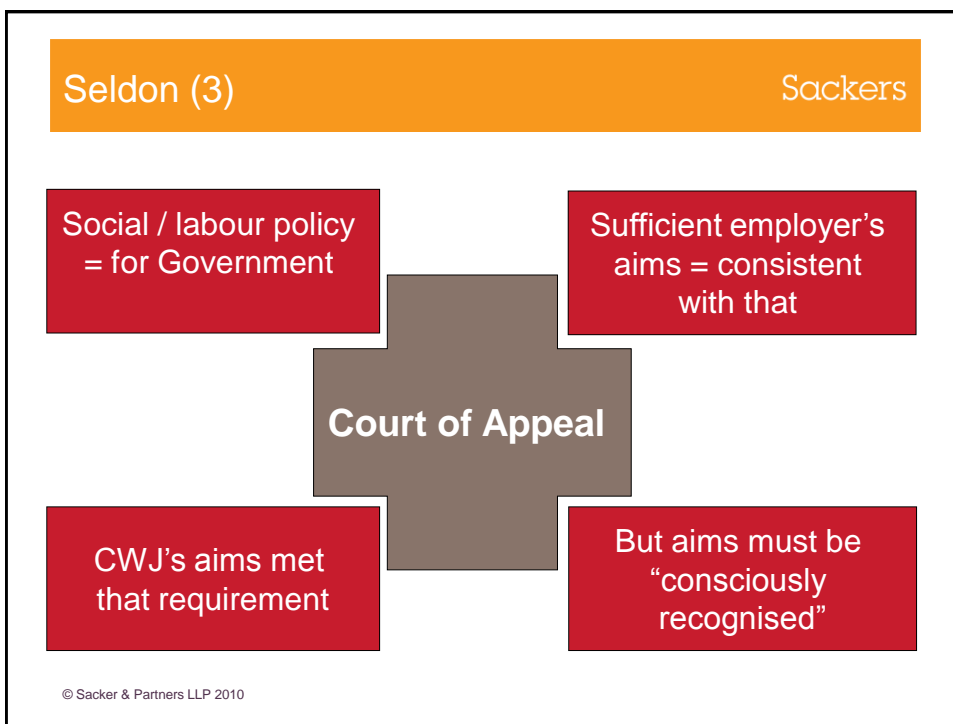 Seldon (3)
Sackers
Social / labour policy
= for Government
Sufficient employer’s
aims = consistent
with that
Court of Appeal
CWJ’s aims met
that requirement
But aims must be
“consciously
recognised”
© Sacker & Partners LLP 2010